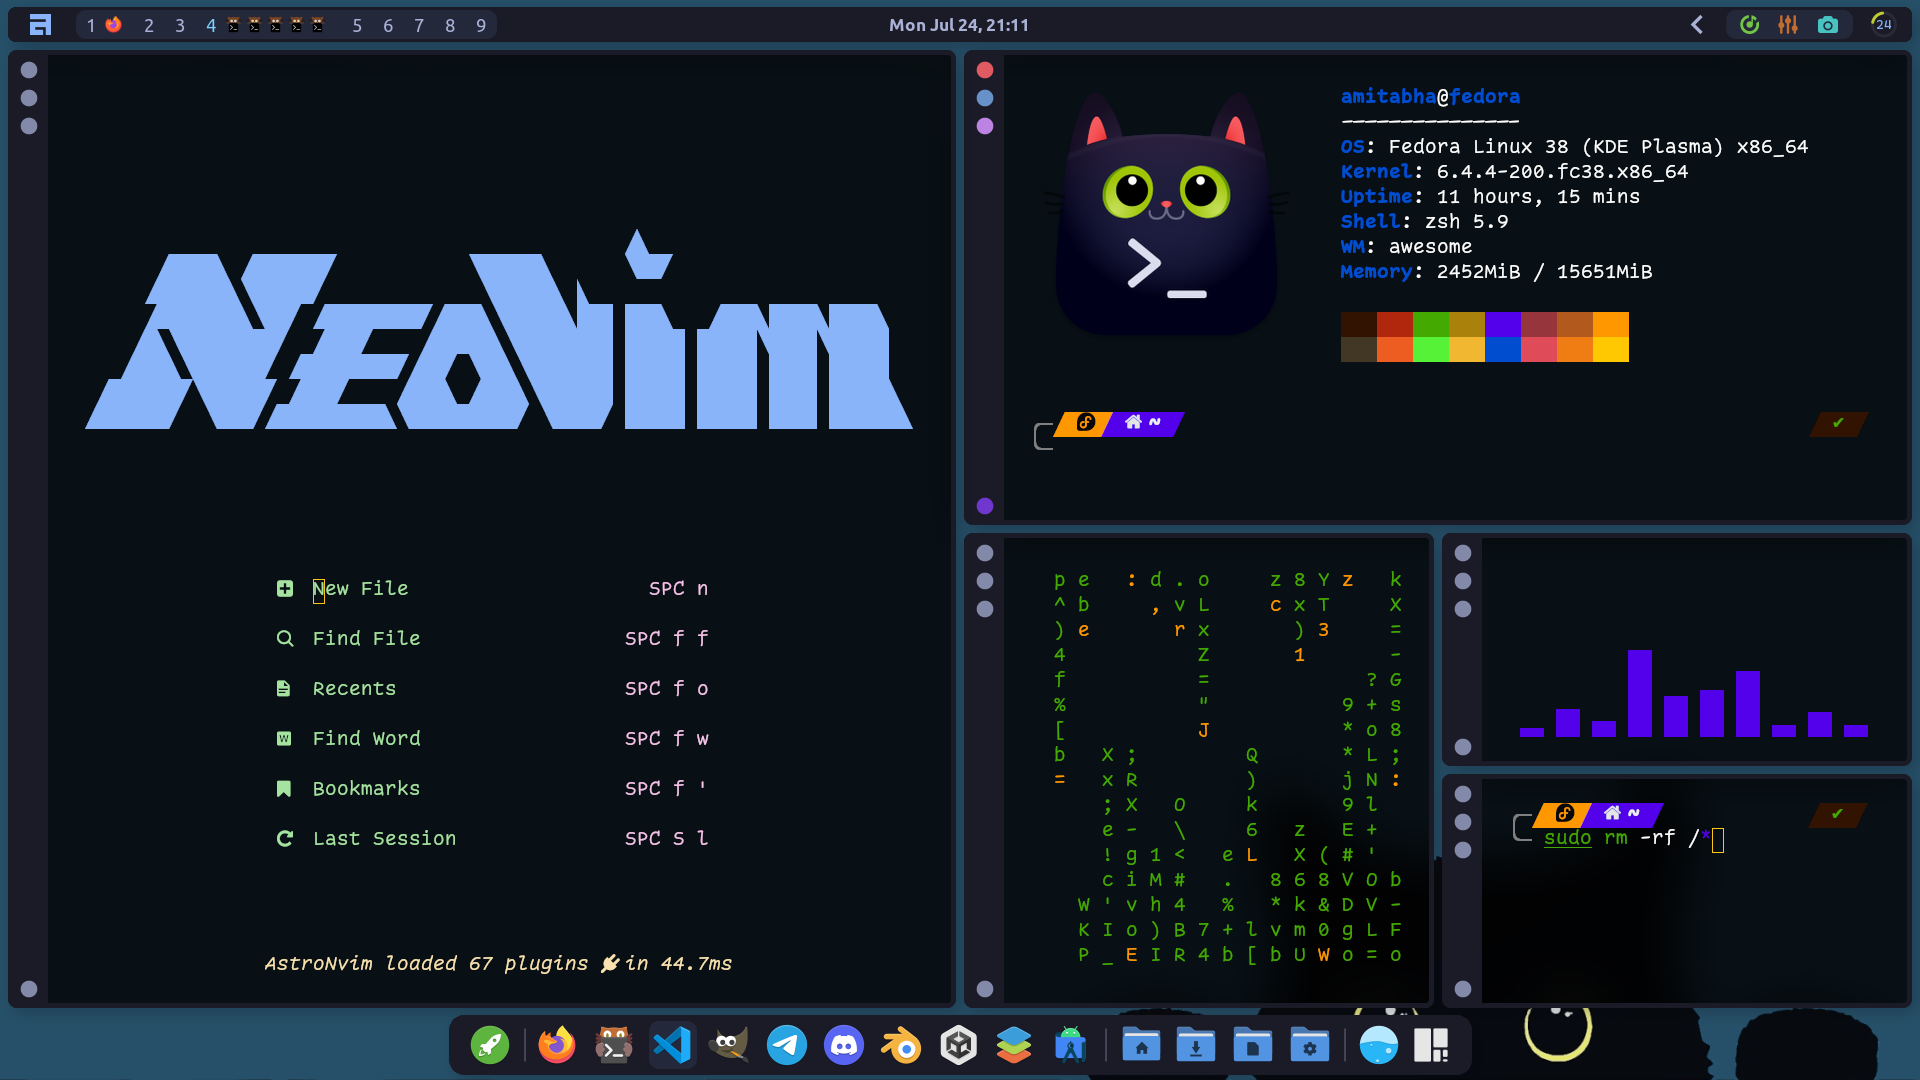 1 2 3 4 5 6 7 8 9
Mon Jul 24, 21:11
24
NEOVim
New File SPC n
Find File SPC f f
Recents SPC f o
Find Word SPC f w
Bookmarks SPC f '
Last Session SPC S l
AstroNvim loaded 67 plugins in 44.7ms
amitabha@fedora
---------------
OS: Fedora Linux 38 (KDE Plasma) x86_64
Kernel: 6.4.4-200.fc38.x86_64
Uptime: 11 hours, 15 mins
Shell: zsh 5.9
WM: awesome
Memory: 2452MiB / 15651MiB
>_
~ ✔
p e : d . o z 8 Y z k
^ b , v L c x T X
) e r x ) 3 =
4 Z 1 -
f = ? G
% " 9 + s
[ J * o 8
b X ; Q * L ;
= x R ) j N :
; X O k 9 l
e - \ 6 z E +
! g 1 < e L X ( # '
c i M # . 8 6 8 V O b
W ' v h 4 % * k & D V -
K I o ) B 7 + l v m 0 g L F
P _ E I R 4 b [ b U W o = o
~ ✔
sudo rm -rf /*